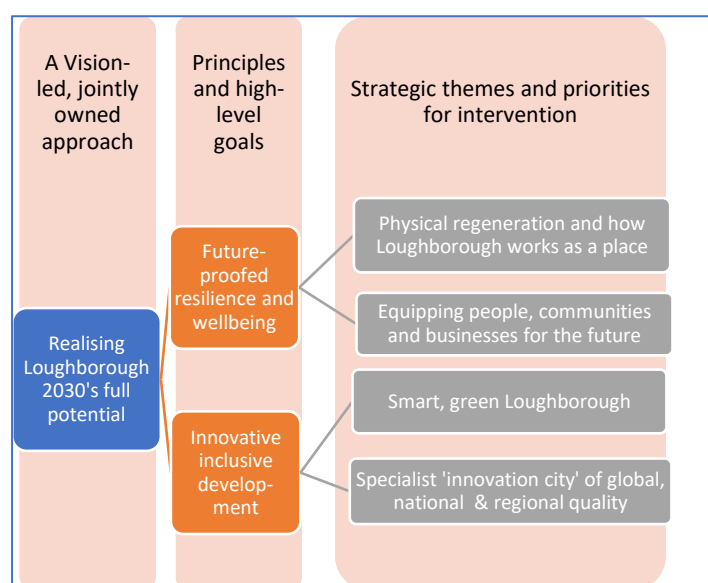 A Vision-
led, jointly
owned
approach
Principles
and high-
level
goals
Strategic themes and priorities
for intervention
Realising
Loughborough
2030's full
potential
Future-
proofed
resilience and
wellbeing
Physical regeneration and how
Loughborough works as a place
Equipping people, communities
and businesses for the future
Innovative
inclusive
develop-
ment
Smart, green Loughborough
Specialist 'innovation city' of global,
national & regional quality